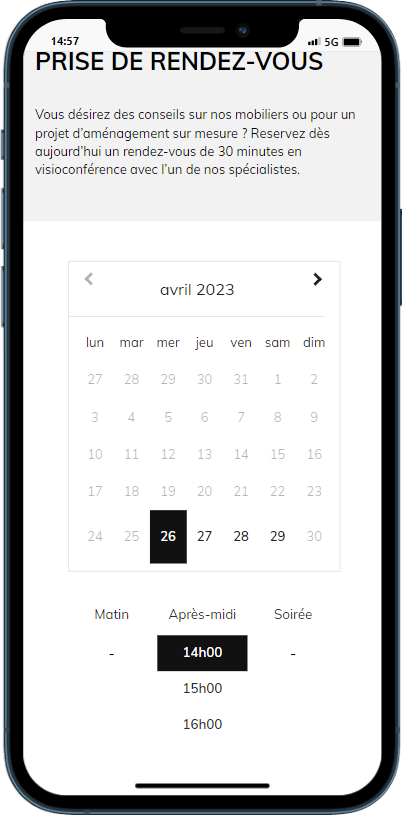 14:57 5G
PRISE DE RENDEZ-VOUS
Vous désirez des conseils sur nos mobiliers ou pour un
projet d'aménagement sur mesure ? Reservez dès
aujourd'hui un rendez-vous de 30 minutes en
visioconférence avec l'un de nos spécialistes.
avril 2023
lun mar mer jeu ven sam dim
27 28 29 30 31 1 2
3 4 5 6 7 8 9
10 11 12 13 14 15 16
17 18 19 20 21 22 23
24 25 26 27 28 29 30
Matin Après-midi Soirée
- 14h00 -
15h00
16h00